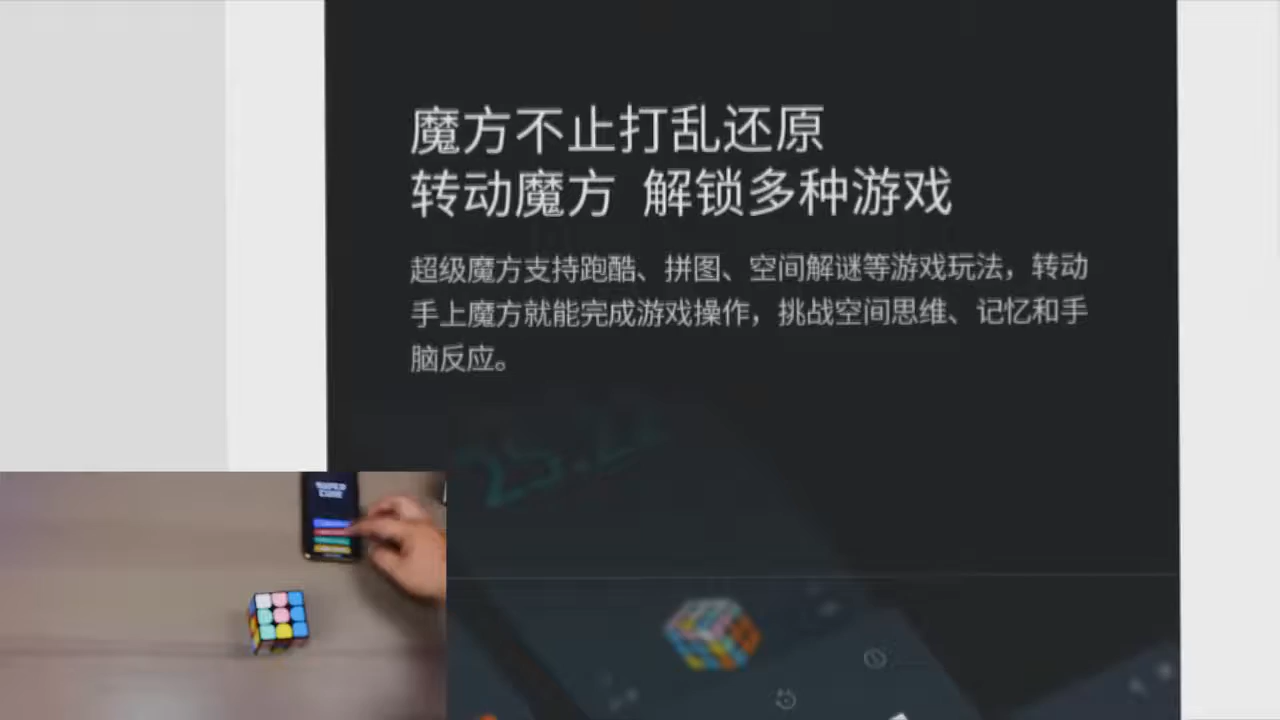 魔方不止打乱还原
转动魔方 解锁多种游戏
超级魔方支持跑酷、拼图、空间解谜等游戏玩法，转动
手上魔方就能完成游戏操作，挑战空间思维、记忆和手
脑反应。